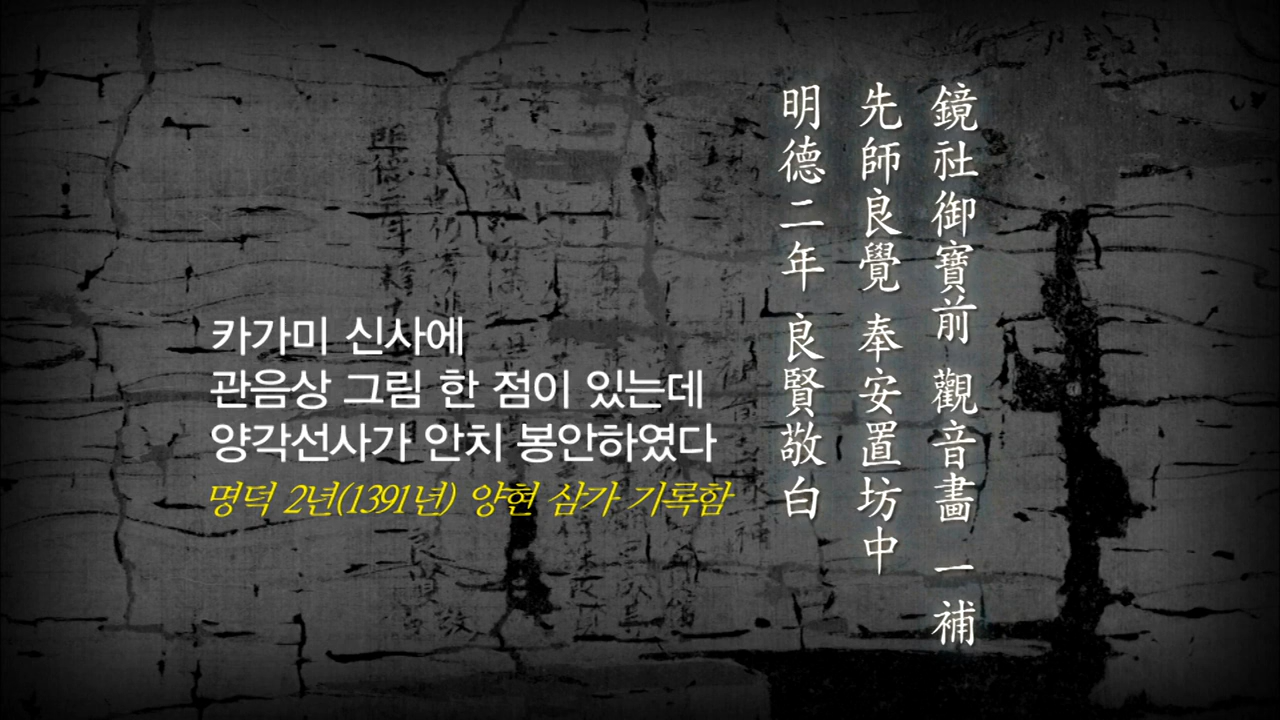 鏡社御寶前 觀音畵 一補
先師良覺 奉安置坊中
明德二年 良賢敬白
카가미 신사에
관음상 그림 한 점이 있는데
양각선사가 안치 봉안하였다
명덕 2년(1391년) 양현 삼가 기록함